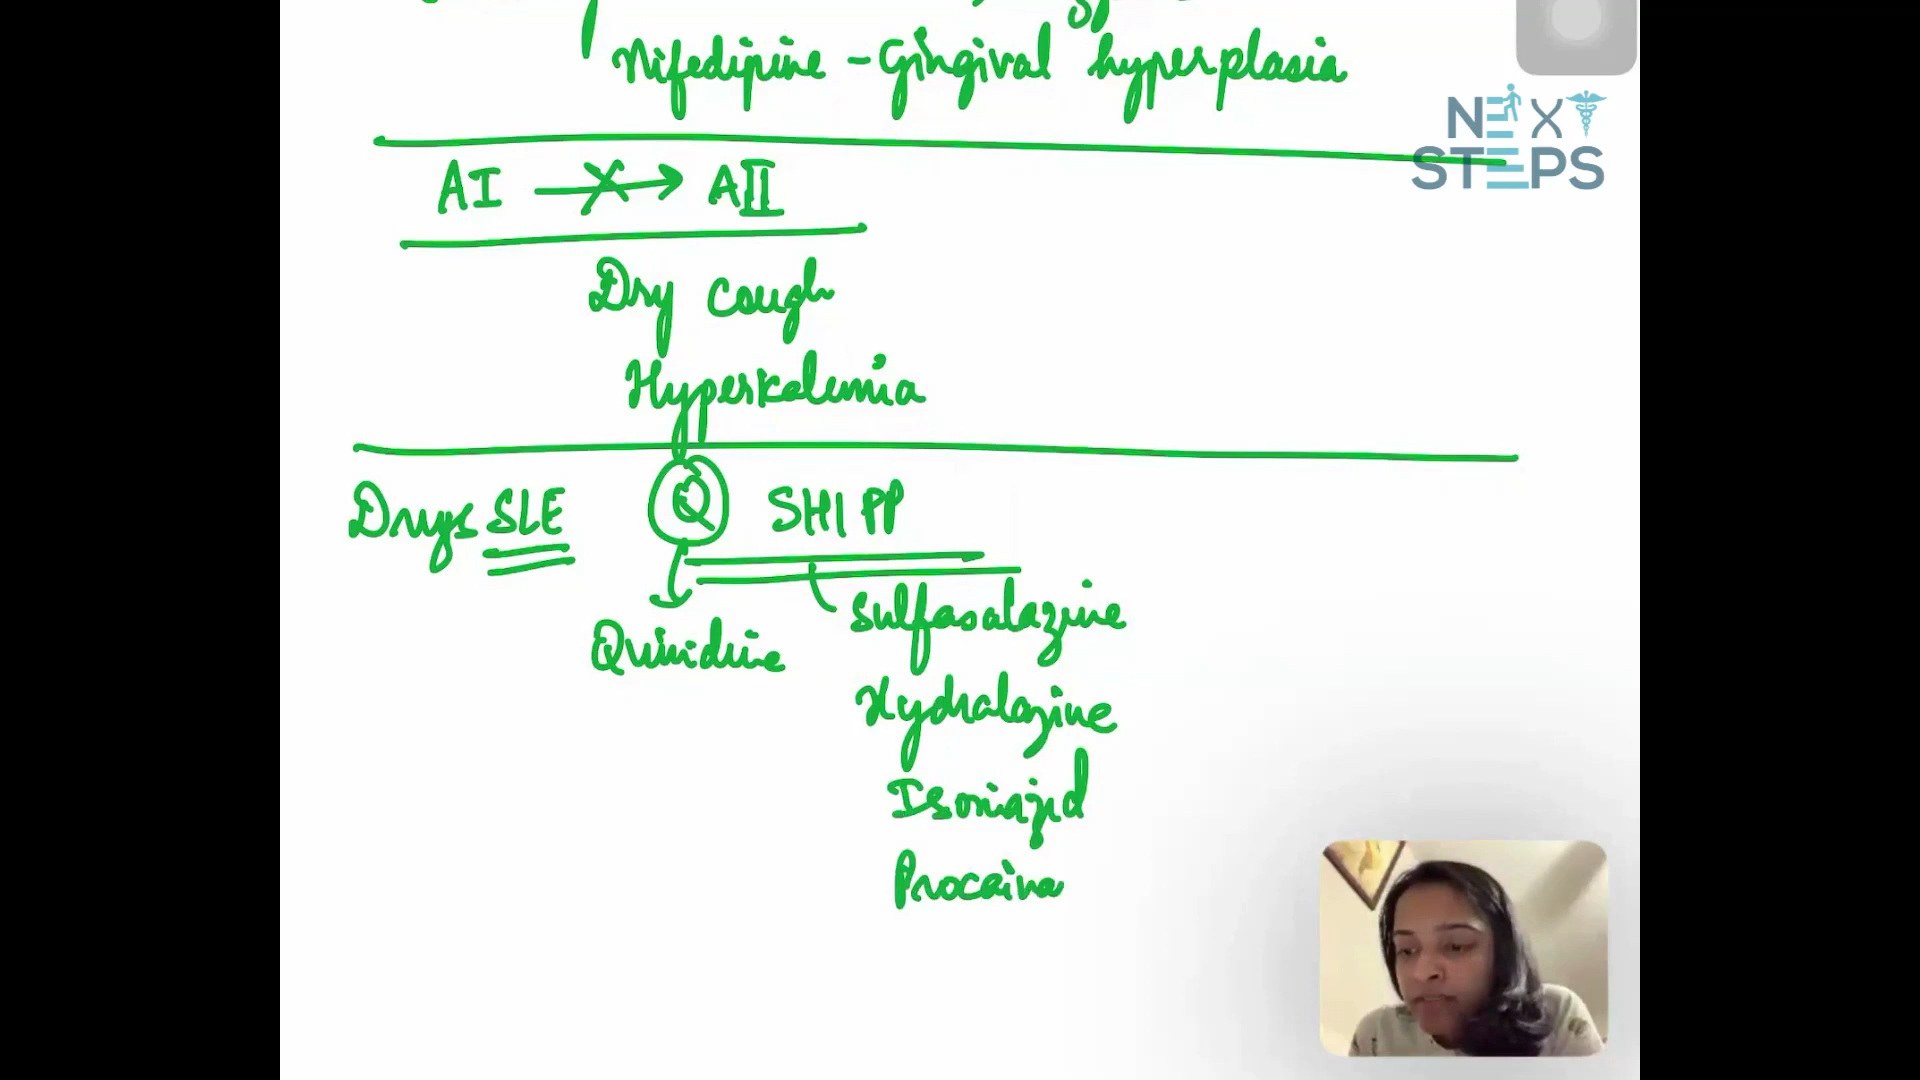 Nifedipine - Gingival hyperplasia
NEXT
STEPS
AI → AII
Dry cough
Hyperkalemia
Drugs SLE Q SHIPP
Sulfasalazine
Quinidine
Hydralazine
Isoniazid
Procaina